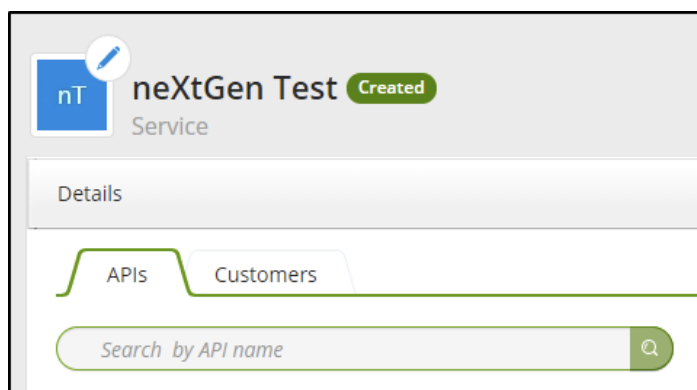 nT
neXtGen Test Created
Service
Details
APIs Customers
Search by API name